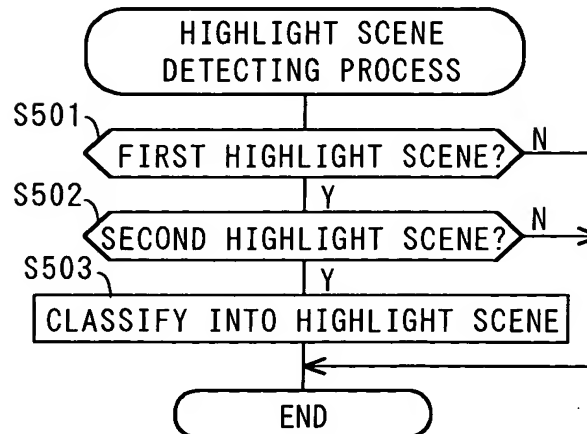 HIGHLIGHT SCENE
DETECTING PROCESS
S501
FIRST HIGHLIGHT SCENE?
N
Y
S502
SECOND HIGHLIGHT SCENE?
N
Y
S503
CLASSIFY INTO HIGHLIGHT SCENE
END